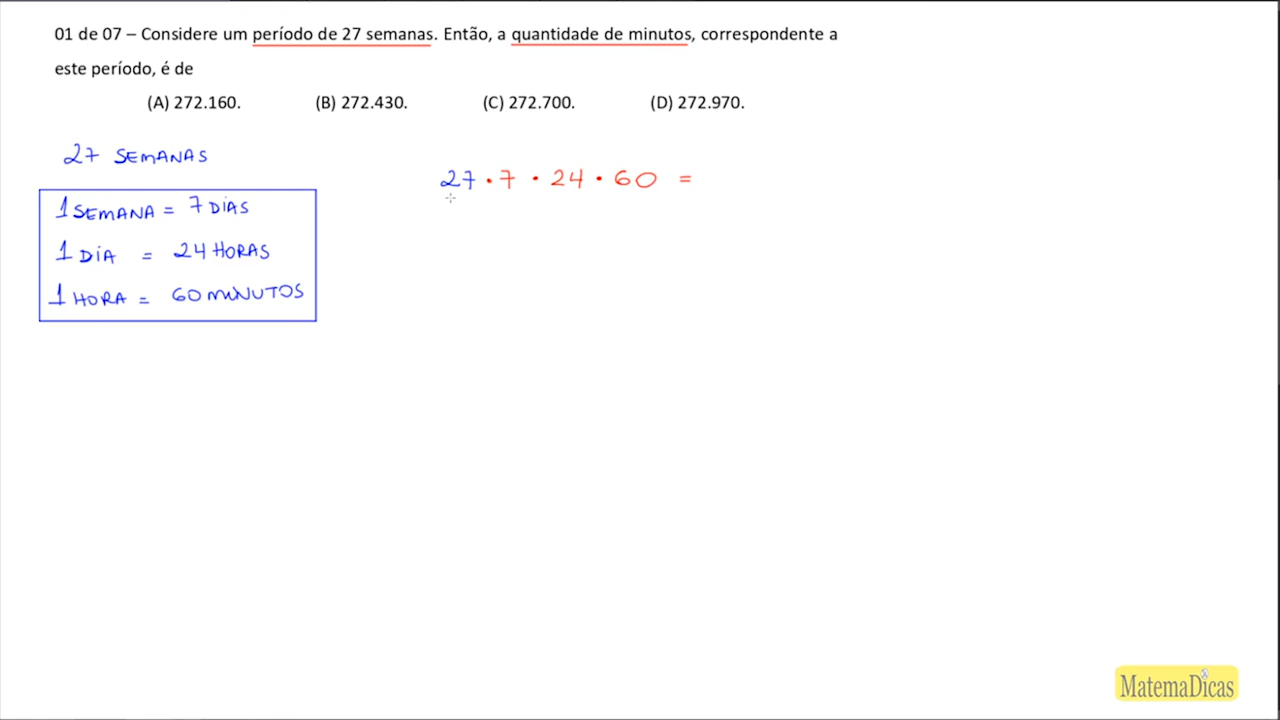 01 de 07 – Considere um período de 27 semanas. Então, a quantidade de minutos, correspondente a
este período, é de
(A) 272.160. (B) 272.430. (C) 272.700. (D) 272.970.
27 SEMANAS
27 • 7 • 24 • 60 =
1 SEMANA = 7 DIAS
1 DIA = 24 HORAS
1 HORA = 60 MINUTOS
MatemaDicas